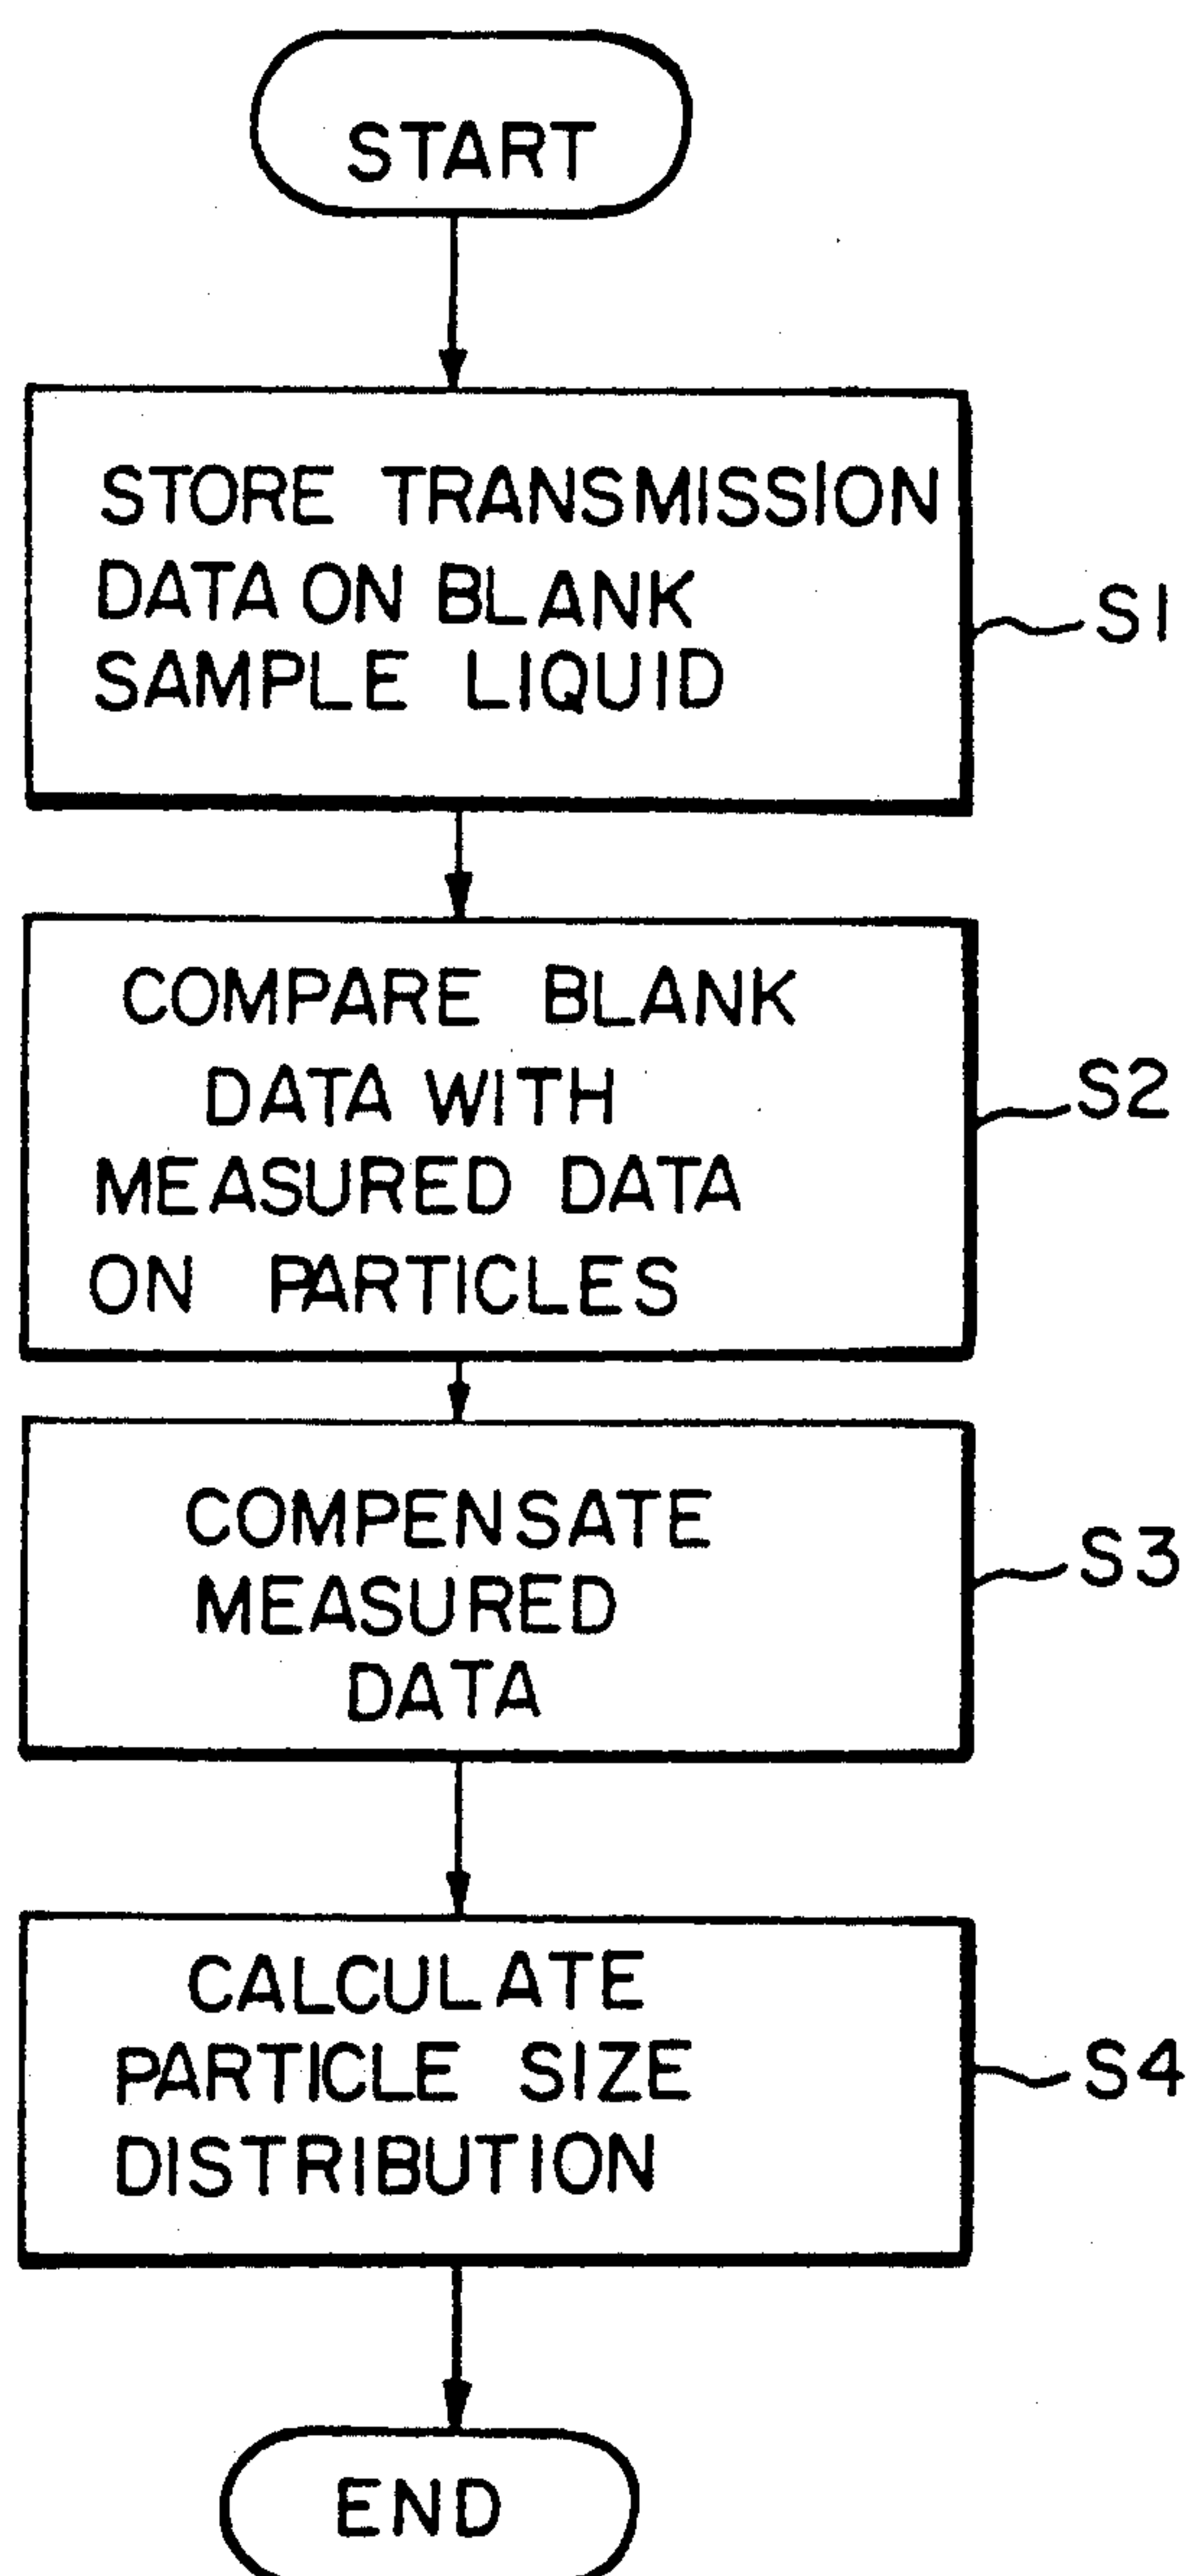 START
STORE TRANSMISSION
DATA ON BLANK
SAMPLE LIQUID
S1
COMPARE BLANK
DATA WITH
MEASURED DATA
ON PARTICLES
S2
COMPENSATE
MEASURED
DATA
S3
CALCULATE
PARTICLE SIZE
DISTRIBUTION
S4
END